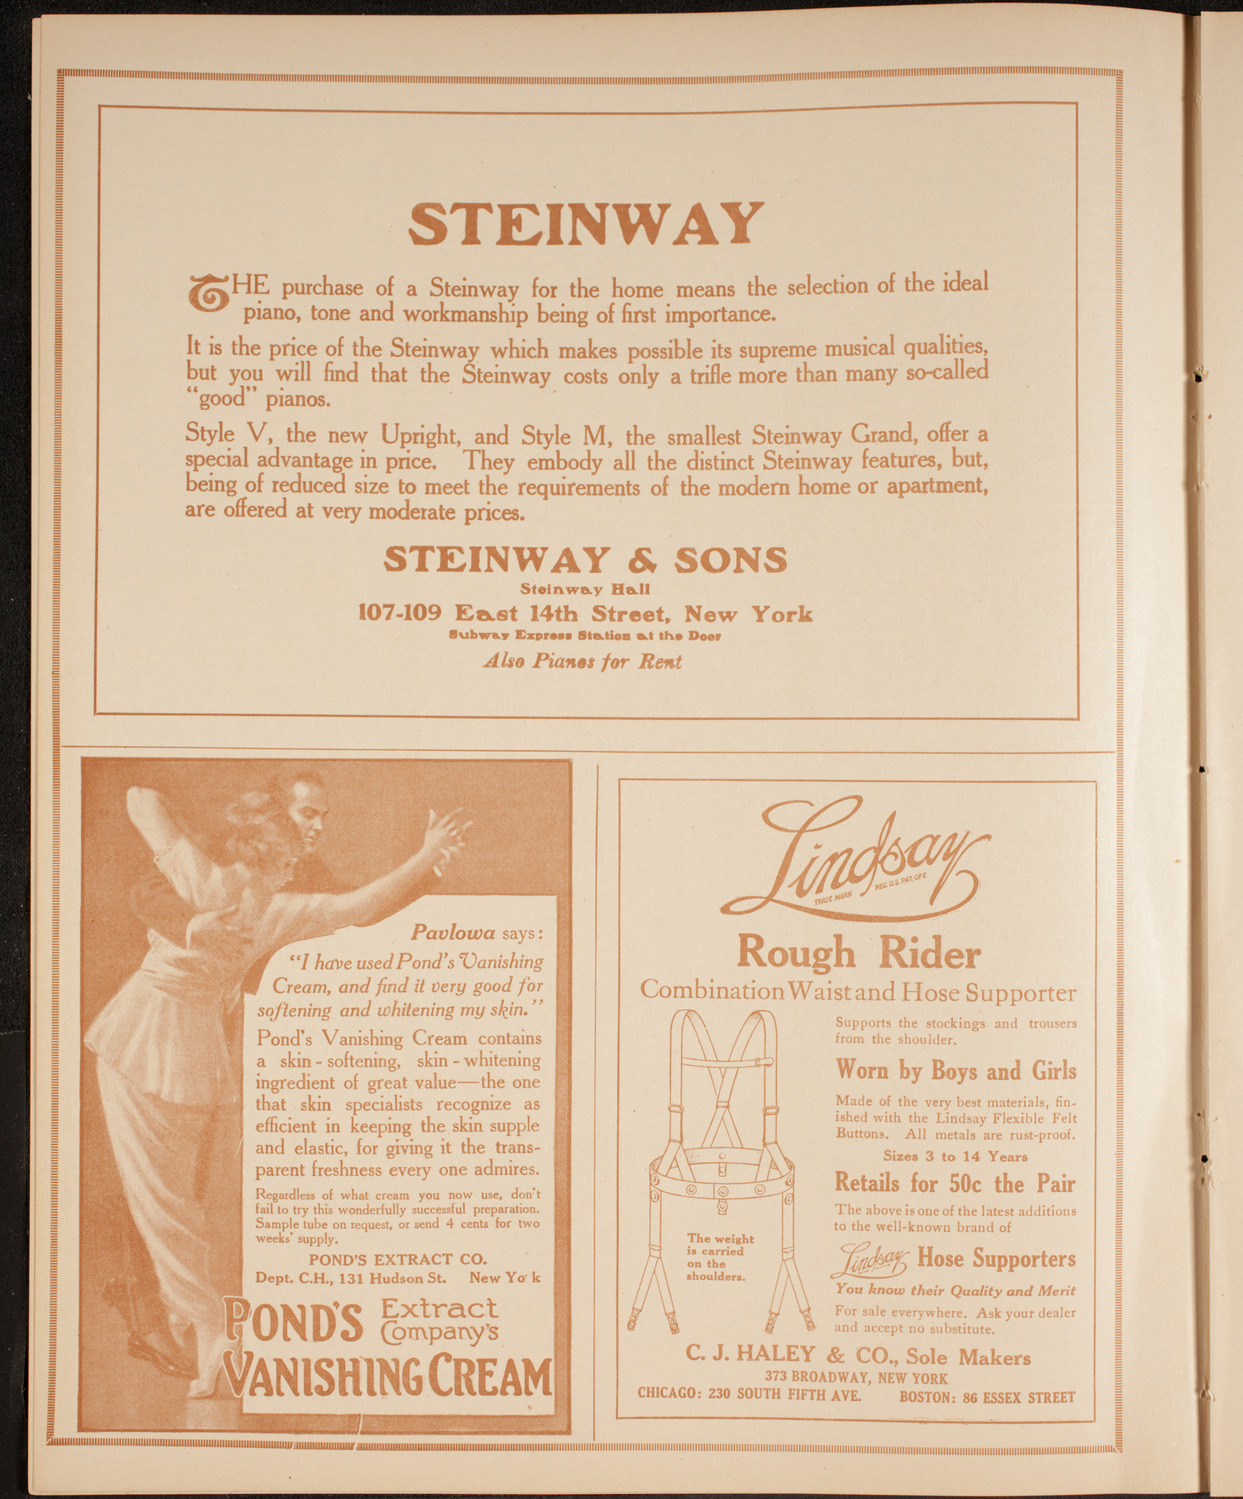 STEINWAY
THE purchase of a Steinway for the home means the selection of the ideal
piano, tone and workmanship being of first importance.
It is the price of the Steinway which makes possible its supreme musical qualities,
but you will find that the Steinway costs only a trifle more than many so-called
"good" pianos.
Style V, the new Upright, and Style M, the smallest Steinway Grand, offer a
special advantage in price. They embody all the distinct Steinway features, but,
being of reduced size to meet the requirements of the modern home or apartment,
are offered at very moderate prices.
STEINWAY & SONS
Steinway Hall
107-109 East 14th Street, New York
Subway Express Station at the Door
Also Pianos for Rent
Pavlowa says:
"I have used Pond's Vanishing
Cream, and find it very good for
softening and whitening my skin."
Pond's Vanishing Cream contains
a skin-softening, skin-whitening
ingredient of great value—the one
that skin specialists recognize as
efficient in keeping the skin supple
and elastic, for giving it the trans-
parent freshness every one admires.
Regardless of what cream you now use, don't
fail to try this wonderfully successful preparation.
Sample tube on request, or send 4 cents for two
weeks' supply.
POND'S EXTRACT CO.
Dept. C.H., 131 Hudson St. New Yo k
POND'S Extract
Company's
VANISHING CREAM
Lindsay
TRADE MARK REG. U.S. PAT. OFF.
Rough Rider
Combination Waist and Hose Supporter
Supports the stockings and trousers
from the shoulder.
Worn by Boys and Girls
Made of the very best materials, fin-
ished with the Lindsay Flexible Felt
Buttons. All metals are rust-proof.
Sizes 3 to 14 Years
Retails for 50c the Pair
The above is one of the latest additions
to the well-known brand of
Lindsay Hose Supporters
You know their Quality and Merit
For sale everywhere. Ask your dealer
and accept no substitute.
The weight
is carried
on the
shoulders.
C. J. HALEY & CO., Sole Makers
373 BROADWAY, NEW YORK
CHICAGO: 230 SOUTH FIFTH AVE. BOSTON: 86 ESSEX STREET